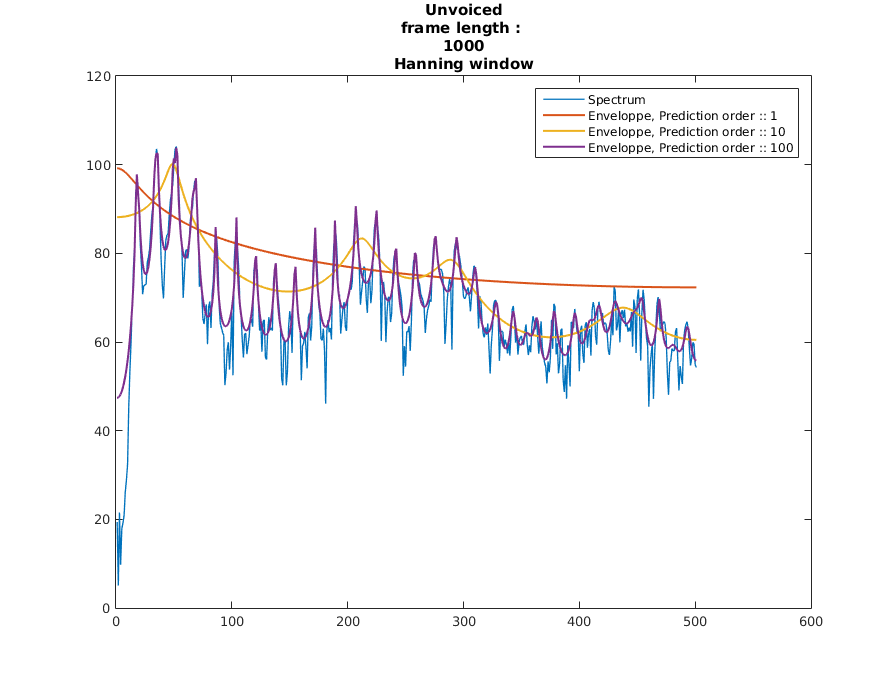 Unvoiced
frame length :
1000
Hanning window
120
100
80
60
40
20
0
0 100 200 300 400 500 600
Spectrum
Enveloppe, Prediction order :: 1
Enveloppe, Prediction order :: 10
Enveloppe, Prediction order :: 100